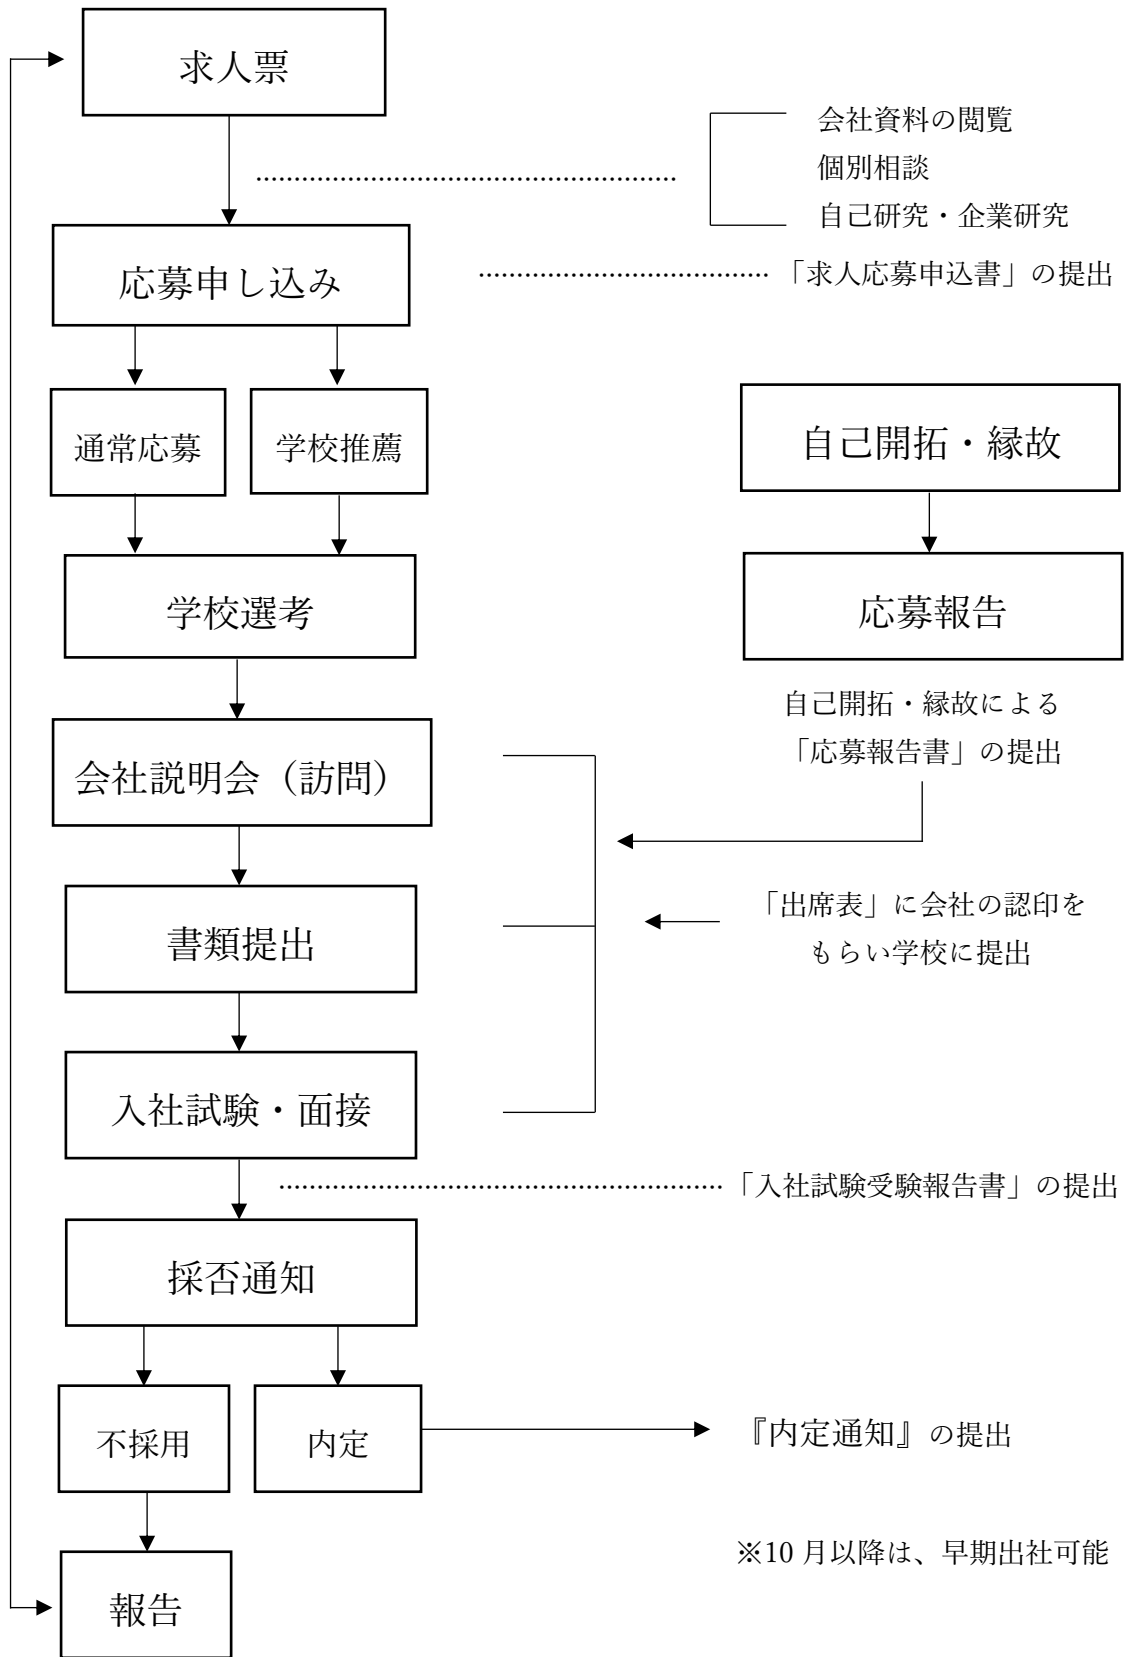 求人票
会社資料の閲覧
個別相談
自己研究・企業研究
応募申し込み
「求人応募申込書」の提出
通常応募
学校推薦
自己開拓・縁故
学校選考
応募報告
自己開拓・縁故による
「応募報告書」の提出
会社説明会（訪問）
書類提出
「出席表」に会社の認印を
もらい学校に提出
入社試験・面接
「入社試験受験報告書」の提出
採否通知
不採用
内定
『内定通知』の提出
※10 月以降は、早期出社可能
報告